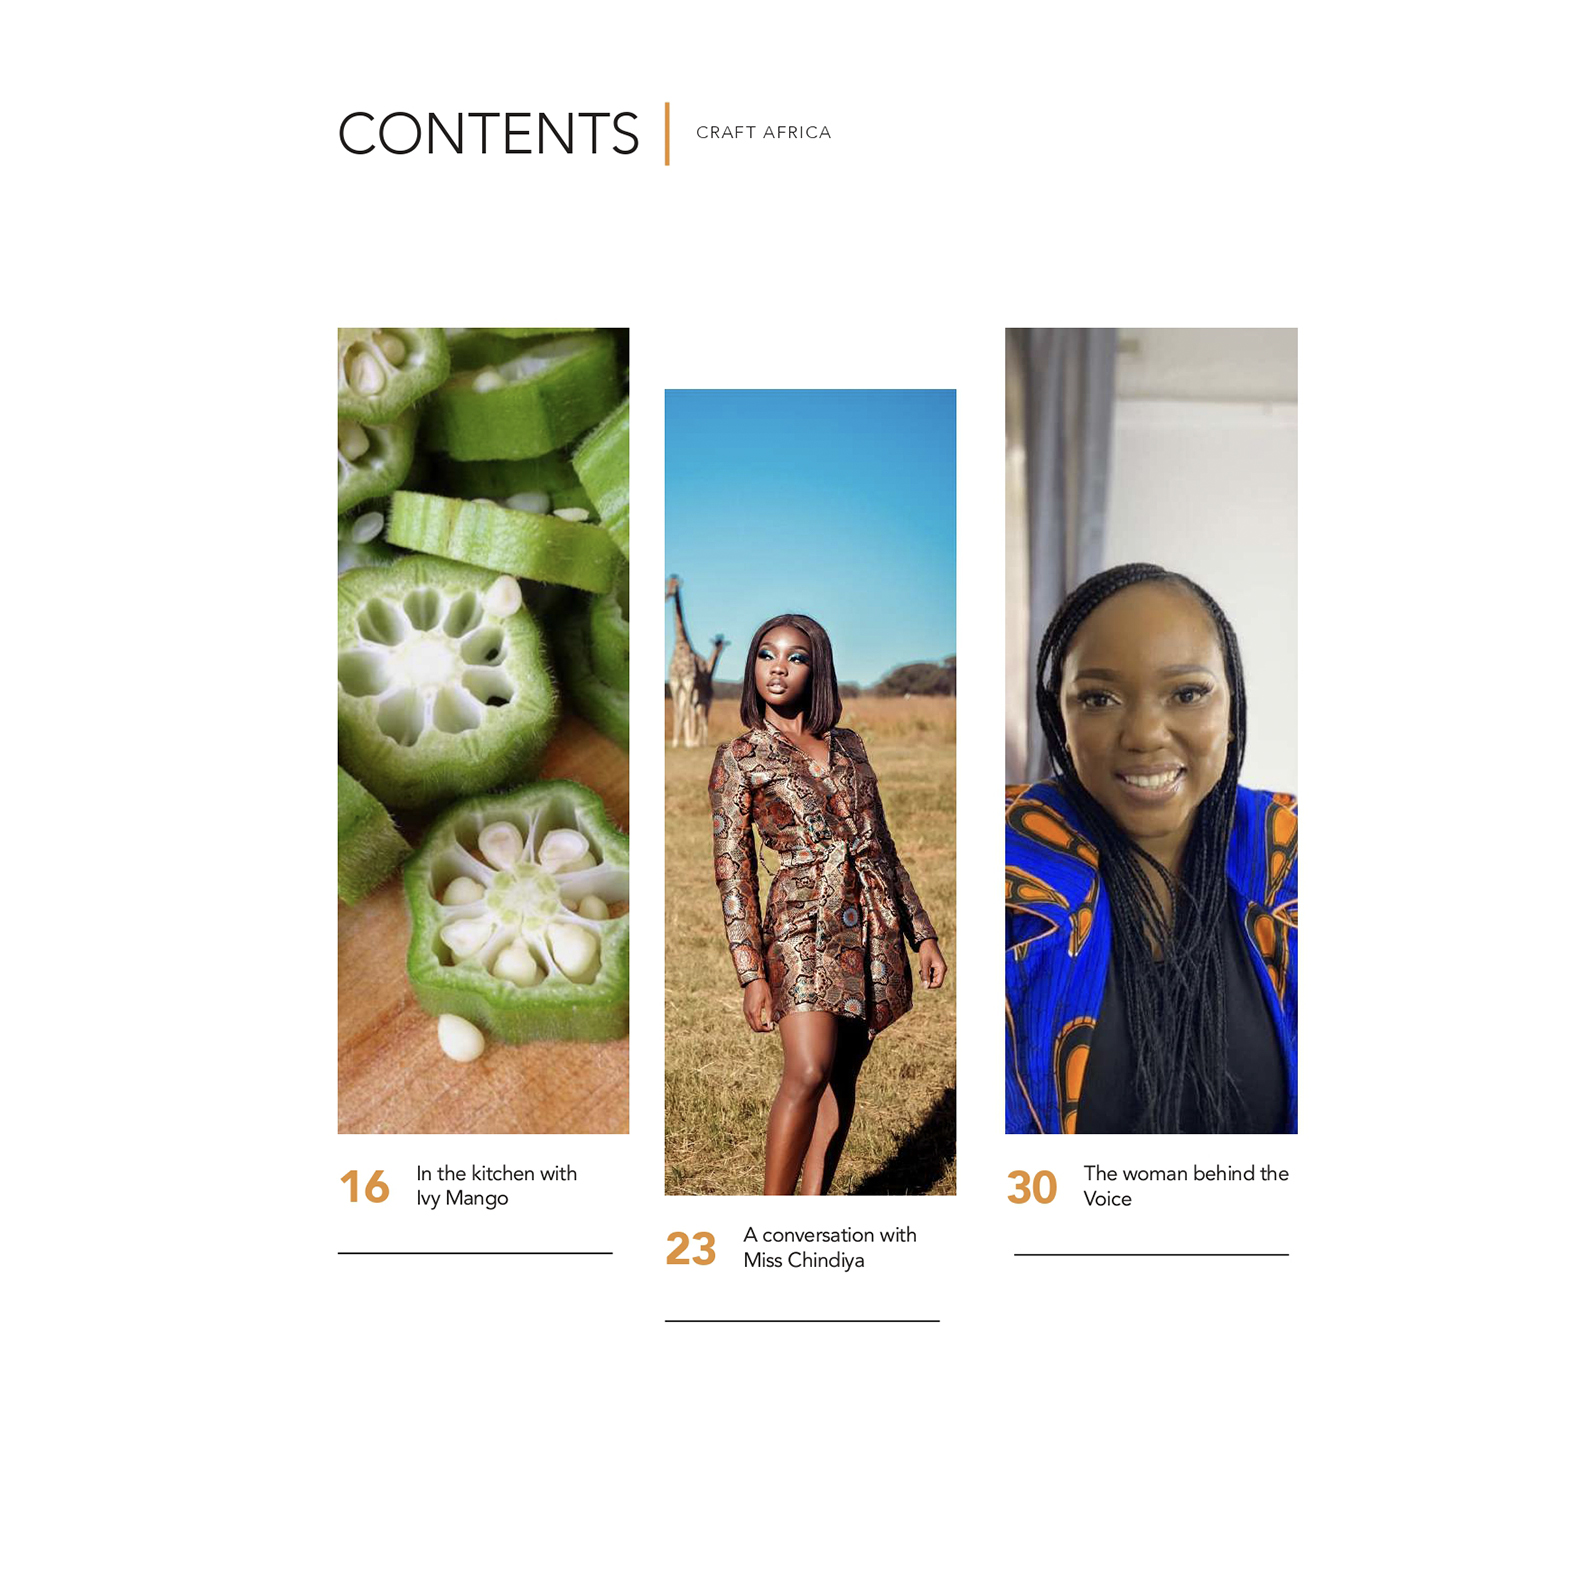 CONTENTS
CRAFT AFRICA
16
In the kitchen with
Ivy Mango
23
A conversation with
Miss Chindiya
30
The woman behind the
Voice